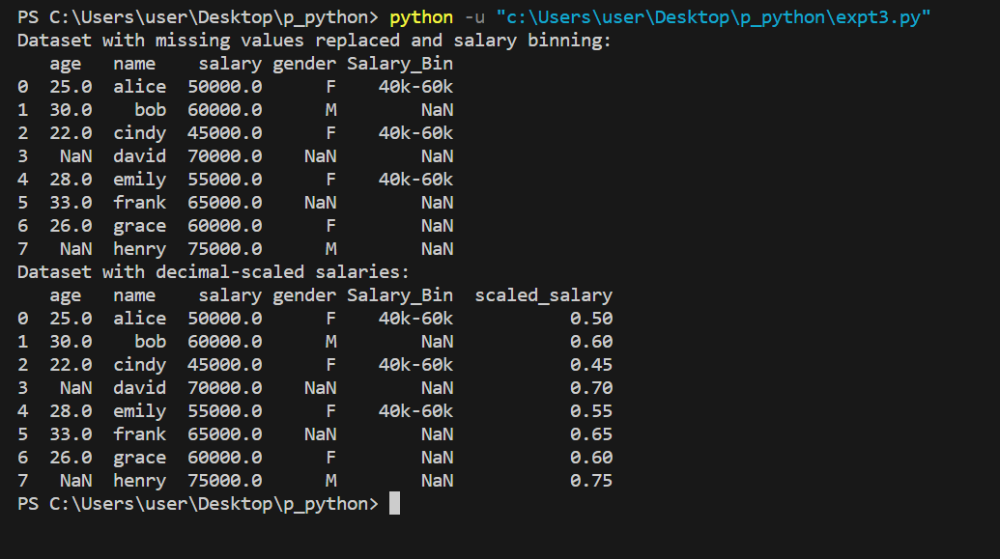 PS C:\Users\user\Desktop\p_python> python -u "c:\Users\user\Desktop\p_python\expt3.py"
Dataset with missing values replaced and salary binning:
   age   name    salary gender Salary_Bin
0  25.0  alice  50000.0      F    40k-60k
1  30.0    bob  60000.0      M        NaN
2  22.0  cindy  45000.0      F    40k-60k
3   NaN  david  70000.0    NaN        NaN
4  28.0  emily  55000.0      F    40k-60k
5  33.0  frank  65000.0    NaN        NaN
6  26.0  grace  60000.0      F        NaN
7   NaN  henry  75000.0      M        NaN
Dataset with decimal-scaled salaries:
   age   name    salary gender Salary_Bin  scaled_salary
0  25.0  alice  50000.0      F    40k-60k           0.50
1  30.0    bob  60000.0      M        NaN           0.60
2  22.0  cindy  45000.0      F    40k-60k           0.45
3   NaN  david  70000.0    NaN        NaN           0.70
4  28.0  emily  55000.0      F    40k-60k           0.55
5  33.0  frank  65000.0    NaN        NaN           0.65
6  26.0  grace  60000.0      F        NaN           0.60
7   NaN  henry  75000.0      M        NaN           0.75
PS C:\Users\user\Desktop\p_python>